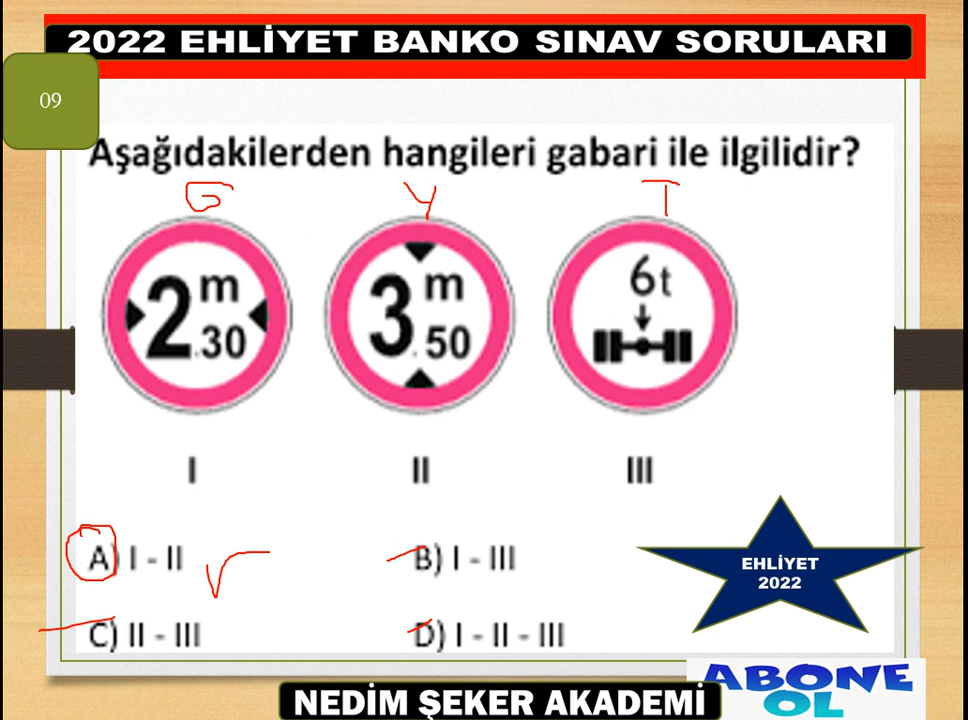 2022 EHLİYET BANKO SINAV SORULARI
09
Aşağıdakilerden hangileri gabari ile ilgilidir?
G Y T
2 m .30
3 m .50
6t
I II III
A) I - II
B) I - III
C) II - III
D) I - II - III
EHLİYET
2022
ABONE
OL
NEDİM ŞEKER AKADEMİ